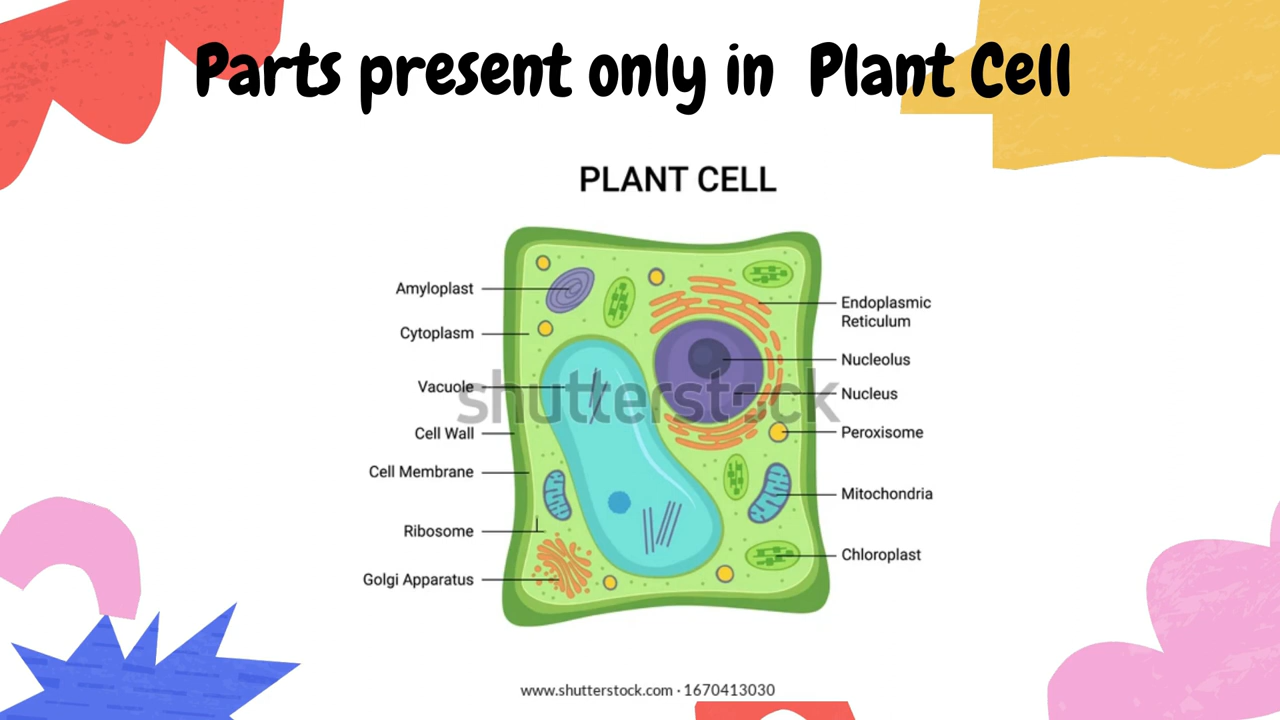 Parts present only in Plant Cell
PLANT CELL
Amyloplast
Cytoplasm
Vacuole
Cell Wall
Cell Membrane
Ribosome
Golgi Apparatus
Endoplasmic
Reticulum
Nucleolus
Nucleus
Peroxisome
Mitochondria
Chloroplast
shutterstock
www.shutterstock.com · 1670413030